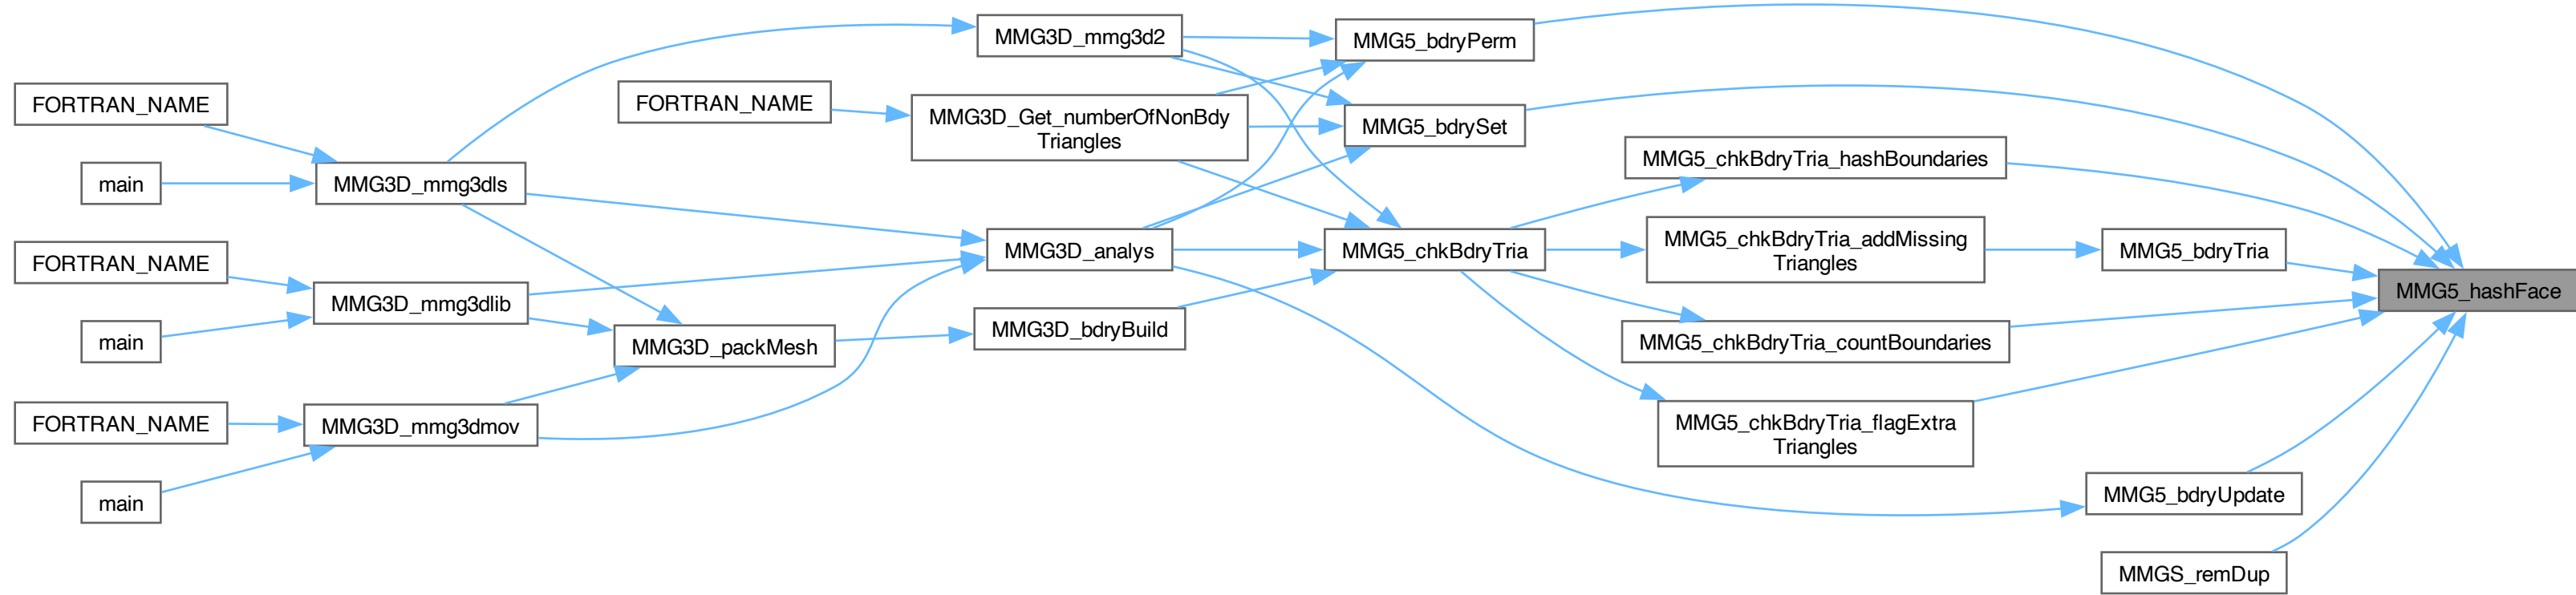 MMG3D_mmg3d2
MMG5_bdryPerm
FORTRAN_NAME
FORTRAN_NAME
MMG3D_Get_numberOfNonBdy
Triangles
MMG5_bdrySet
MMG5_chkBdryTria_hashBoundaries
main
MMG3D_mmg3dls
MMG3D_analys
MMG5_chkBdryTria
MMG5_chkBdryTria_addMissing
Triangles
MMG5_bdryTria
FORTRAN_NAME
MMG3D_mmg3dlib
MMG5_hashFace
main
MMG3D_packMesh
MMG3D_bdryBuild
MMG5_chkBdryTria_countBoundaries
FORTRAN_NAME
MMG3D_mmg3dmov
MMG5_chkBdryTria_flagExtra
Triangles
main
MMG5_bdryUpdate
MMGS_remDup